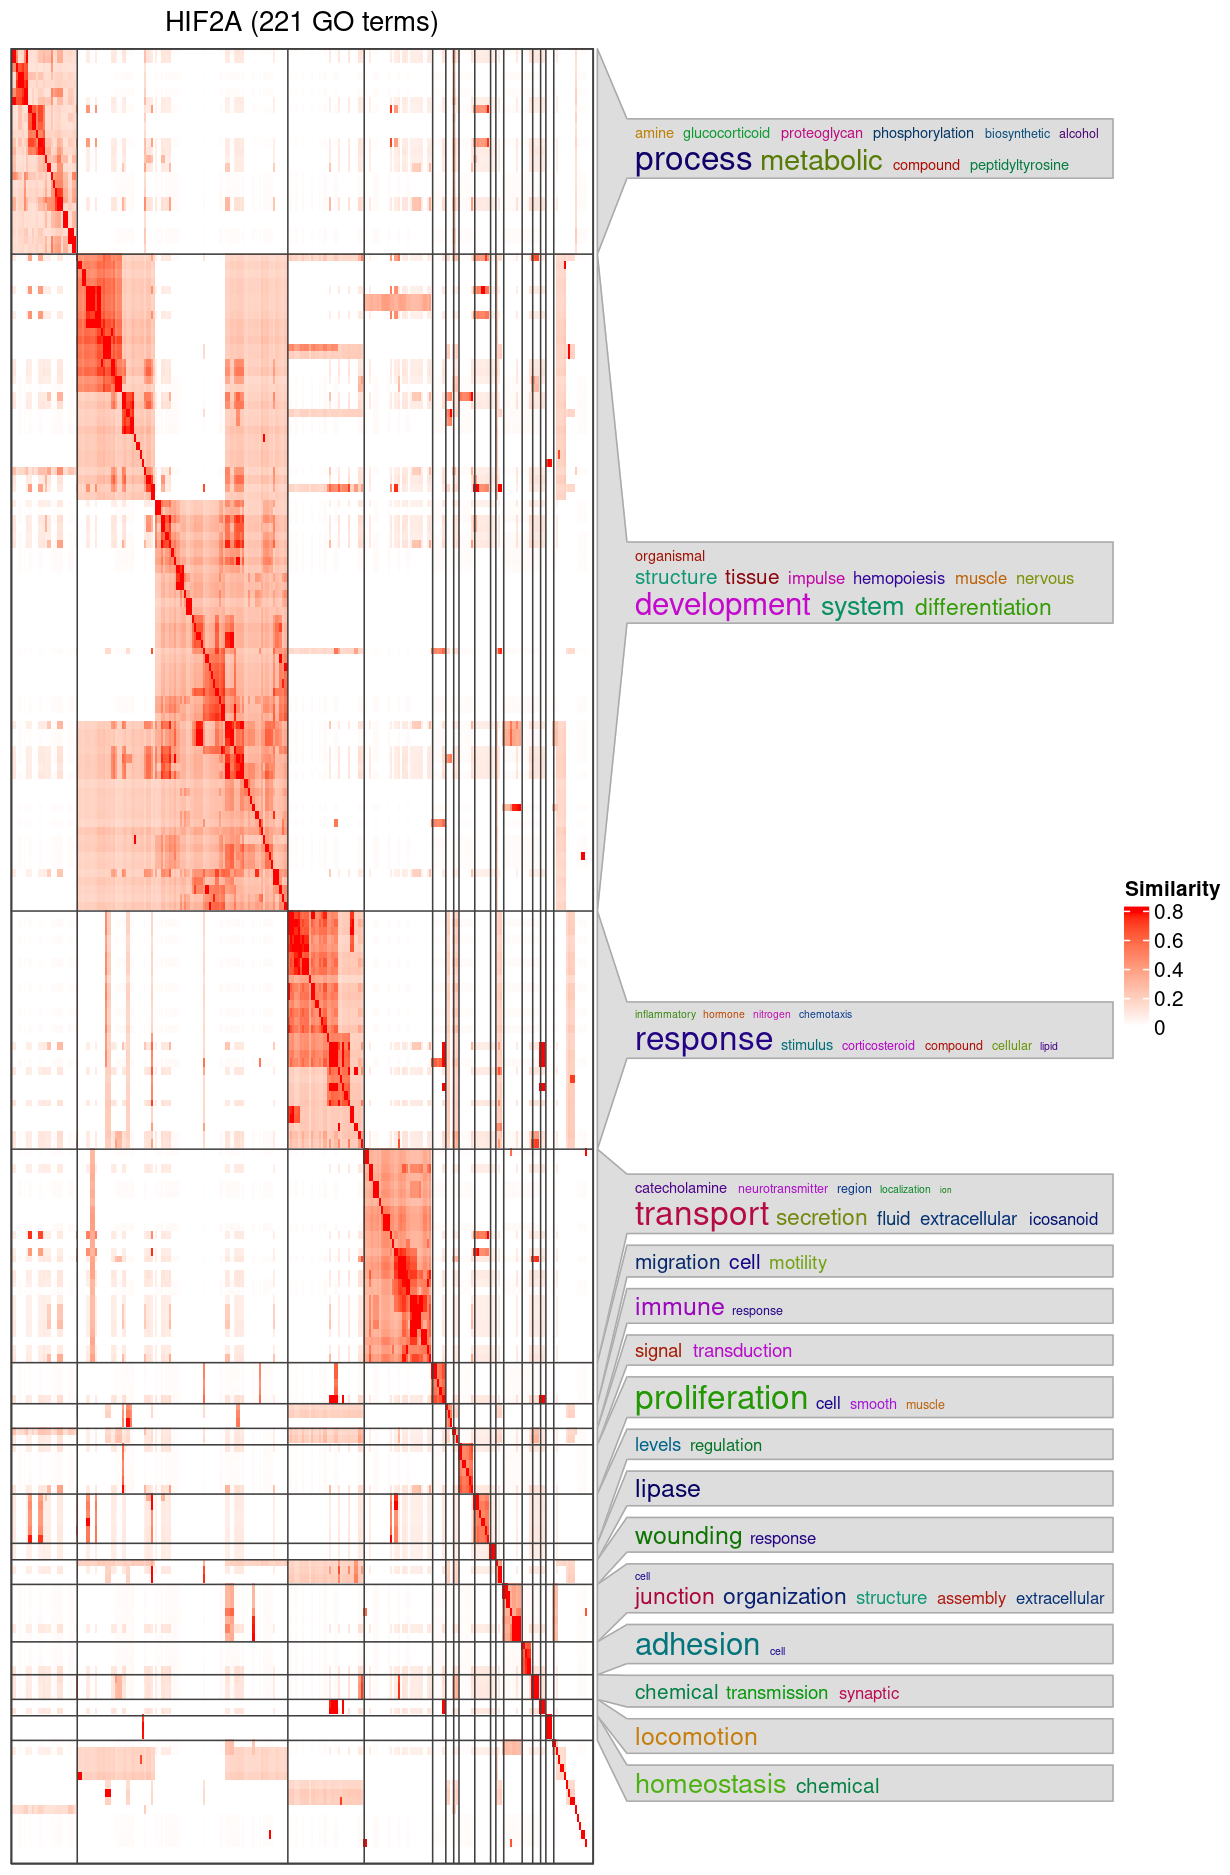 HIF2A (221 GO terms)
amine glucocorticoid proteoglycan phosphorylation biosynthetic alcohol
process metabolic compound peptidyltyrosine
organismal
structure tissue impulse hemopoiesis muscle nervous
development system differentiation
Similarity
0.8
0.6
0.4
0.2
0
inflammatory hormone nitrogen chemotaxis
response stimulus corticosteroid compound cellular lipid
catecholamine neurotransmitter region localization ion
transport secretion fluid extracellular icosanoid
migration cell motility
immune response
signal transduction
proliferation cell smooth muscle
levels regulation
lipase
wounding response
cell
junction organization structure assembly extracellular
adhesion cell
chemical transmission synaptic
locomotion
homeostasis chemical